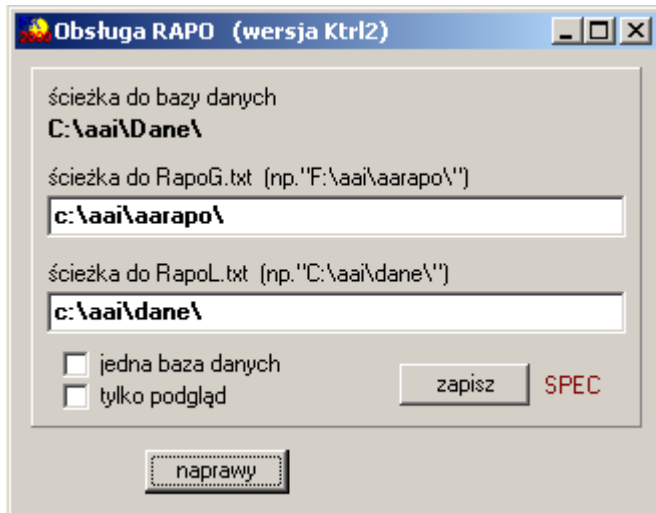 Obsługa RAPO (wersja Ktrl2)
ścieżka do bazy danych
C:\aai\Dane\
ścieżka do RapoG.txt (np."F:\aai\aarapo\")
c:\aai\aarapo\
ścieżka do RapoL.txt (np."C:\aai\dane\")
c:\aai\dane\
jedna baza danych
tylko podgląd
zapisz SPEC
naprawy